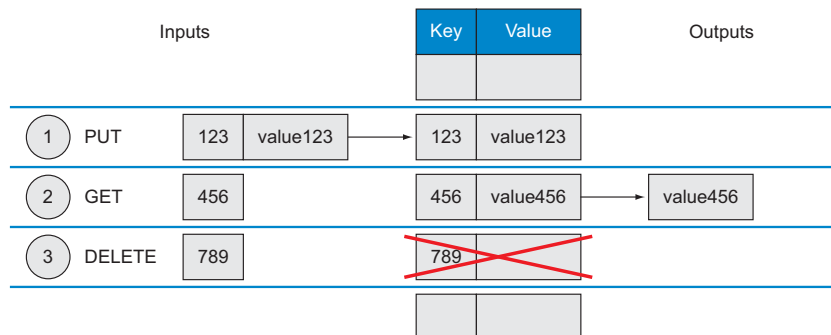 Inputs Key Value Outputs
1 PUT 123 value123 123 value123
2 GET 456 456 value456 value456
3 DELETE 789 789